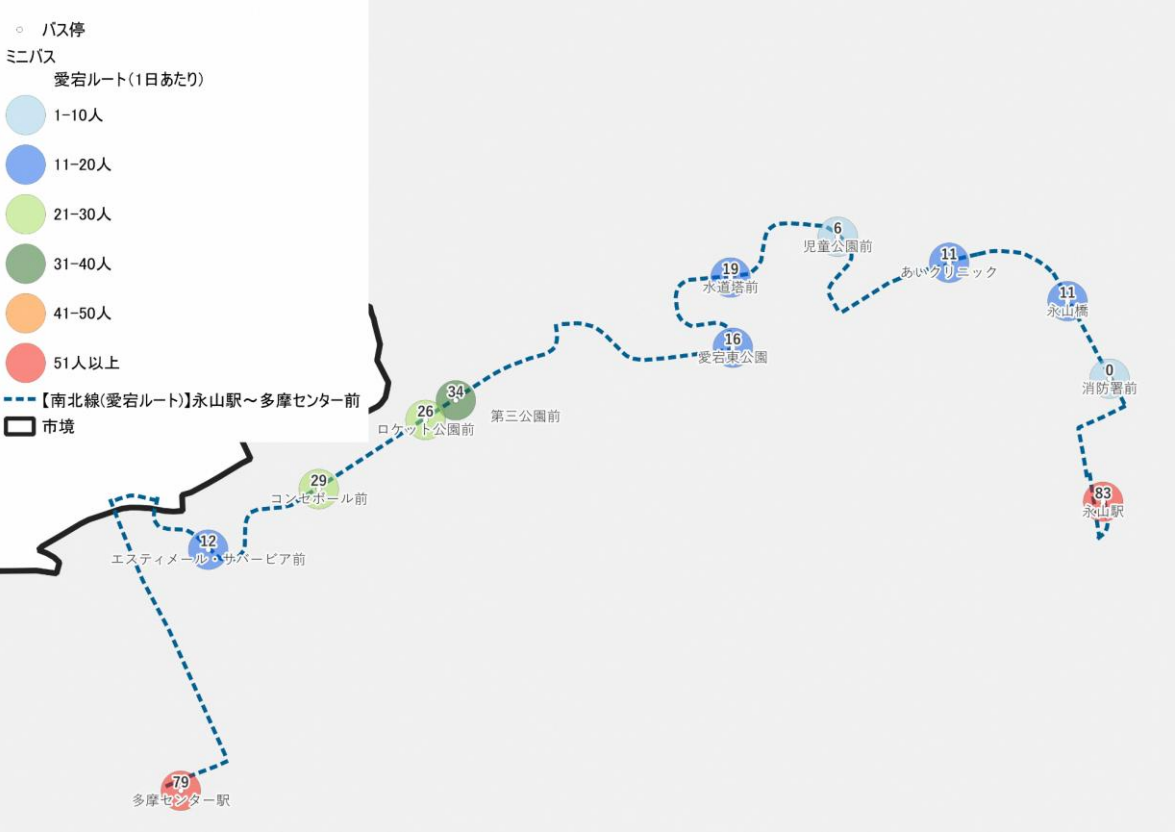 バス停
ミニバス
愛宕ルート(1日あたり)
1-10人
11-20人
21-30人
31-40人
41-50人
51人以上
【南北線(愛宕ルート)】永山駅～多摩センター前
市境
6
児童公園前
11
あいクリニック
19
水道塔前
11
永山橋
16
愛宕東公園
0
消防署前
34
第三公園前
26
ロケット公園前
29
コンセボール前
83
永山駅
12
エスティメール・サバービア前
79
多摩センター駅